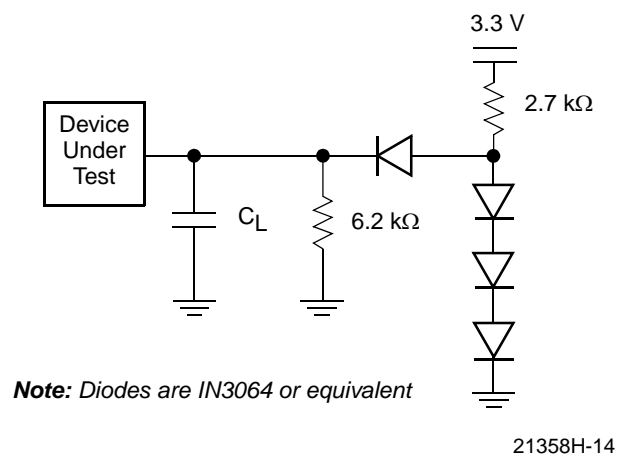 3.3 V
2.7 kΩ
Device
Under
Test
CL
6.2 kΩ
Note: Diodes are IN3064 or equivalent
21358H-14